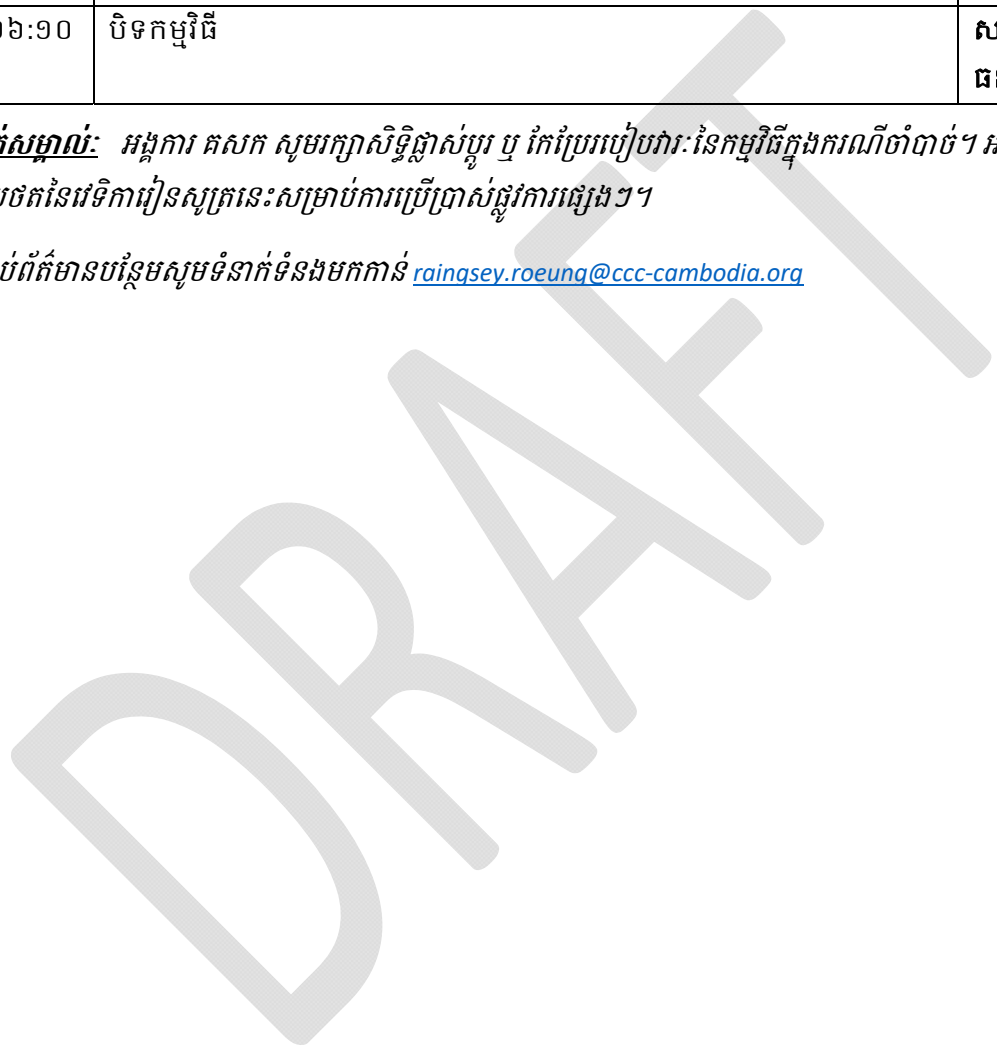 ០៦:១០ បិទកម្មវិធី
សម្គាល់ៈ អង្គការ គសក សូមរក្សាសិទ្ធិផ្លាស់ប្តូរ ឬ កែប្រែរបៀបវារៈនៃកម្មវិធីក្នុងករណីចាំបាច់។
ថតនៃវេទិការៀនសូត្រនេះសម្រាប់ការប្រើប្រាស់ផ្លូវការផ្សេងៗ។
ព័ត៌មានបន្ថែមសូមទំនាក់ទំនងមកកាន់ raingsey.roeung@ccc-cambodia.org
DRAFT